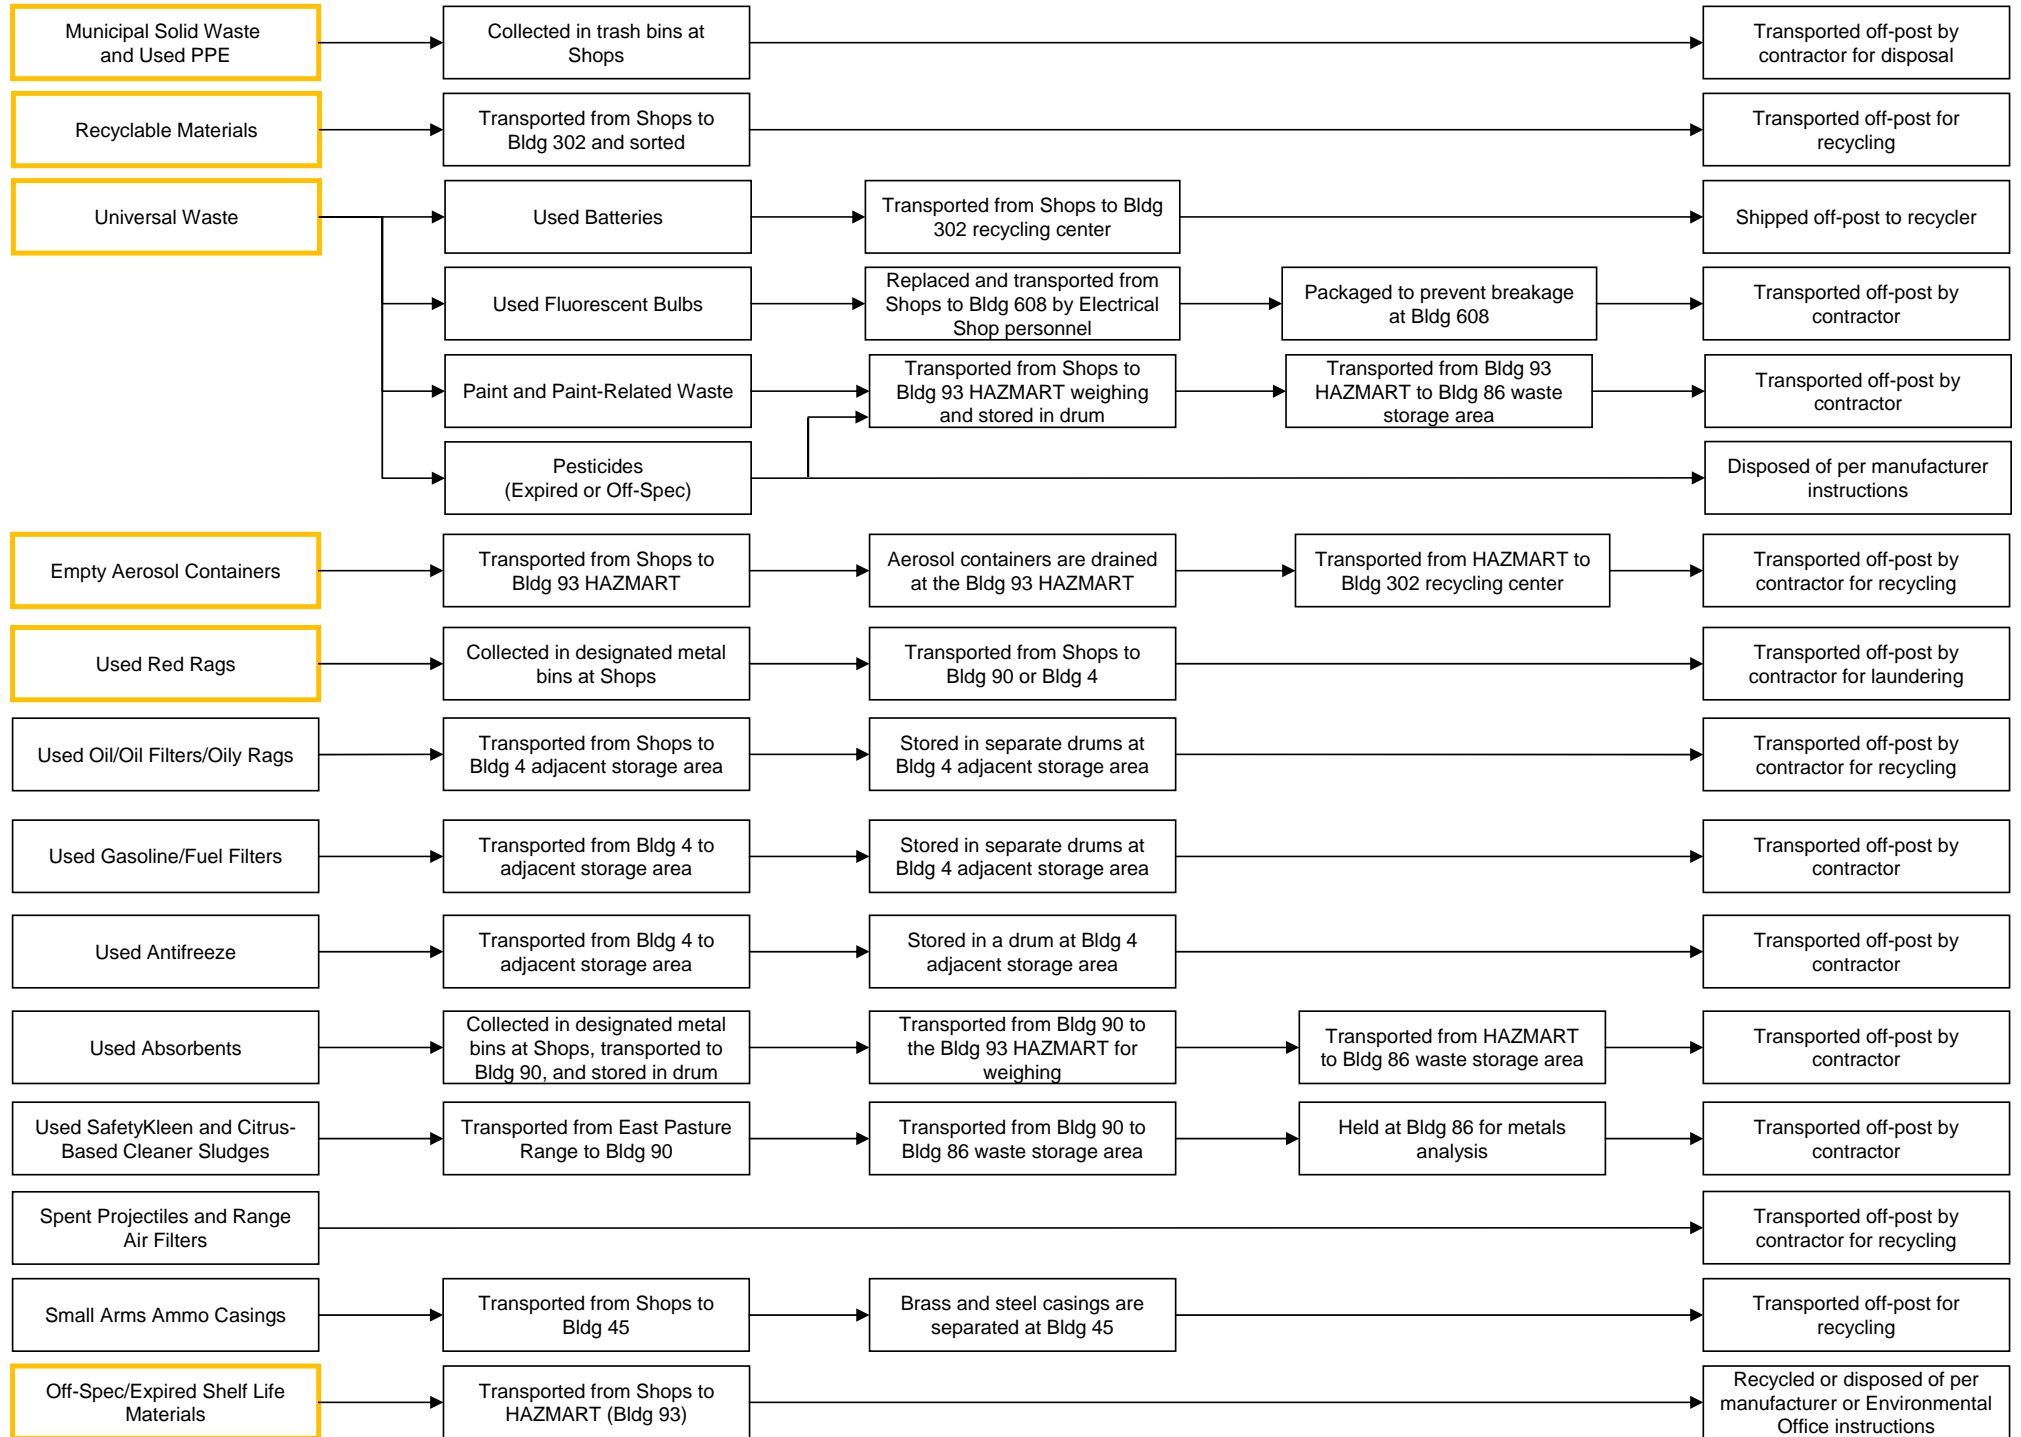 Municipal Solid Waste
and Used PPE
Collected in trash bins at
Shops
Transported off-post by
contractor for disposal
Recyclable Materials
Transported from Shops to
Bldg 302 and sorted
Transported off-post for
recycling
Universal Waste
Used Batteries
Transported from Shops to Bldg
302 recycling center
Shipped off-post to recycler
Used Fluorescent Bulbs
Replaced and transported from
Shops to Bldg 608 by Electrical
Shop personnel
Packaged to prevent breakage
at Bldg 608
Transported off-post by
contractor
Paint and Paint-Related Waste
Transported from Shops to
Bldg 93 HAZMART weighing
and stored in drum
Transported from Bldg 93
HAZMART to Bldg 86 waste
storage area
Transported off-post by
contractor
Pesticides
(Expired or Off-Spec)
Disposed of per manufacturer
instructions
Empty Aerosol Containers
Transported from Shops to
Bldg 93 HAZMART
Aerosol containers are drained
at the Bldg 93 HAZMART
Transported from HAZMART to
Bldg 302 recycling center
Transported off-post by
contractor for recycling
Used Red Rags
Collected in designated metal
bins at Shops
Transported from Shops to
Bldg 90 or Bldg 4
Transported off-post by
contractor for laundering
Used Oil/Oil Filters/Oily Rags
Transported from Shops to
Bldg 4 adjacent storage area
Stored in separate drums at
Bldg 4 adjacent storage area
Transported off-post by
contractor for recycling
Used Gasoline/Fuel Filters
Transported from Bldg 4 to
adjacent storage area
Stored in separate drums at
Bldg 4 adjacent storage area
Transported off-post by
contractor
Used Antifreeze
Transported from Bldg 4 to
adjacent storage area
Stored in a drum at Bldg 4
adjacent storage area
Transported off-post by
contractor
Used Absorbents
Collected in designated metal
bins at Shops, transported to
Bldg 90, and stored in drum
Transported from Bldg 90 to
the Bldg 93 HAZMART for
weighing
Transported from HAZMART
to Bldg 86 waste storage area
Transported off-post by
contractor
Used SafetyKleen and Citrus-
Based Cleaner Sludges
Transported from East Pasture
Range to Bldg 90
Transported from Bldg 90 to
Bldg 86 waste storage area
Held at Bldg 86 for metals
analysis
Transported off-post by
contractor
Spent Projectiles and Range
Air Filters
Transported off-post by
contractor for recycling
Small Arms Ammo Casings
Transported from Shops to
Bldg 45
Brass and steel casings are
separated at Bldg 45
Transported off-post for
recycling
Off-Spec/Expired Shelf Life
Materials
Transported from Shops to
HAZMART (Bldg 93)
Recycled or disposed of per
manufacturer or Environmental
Office instructions